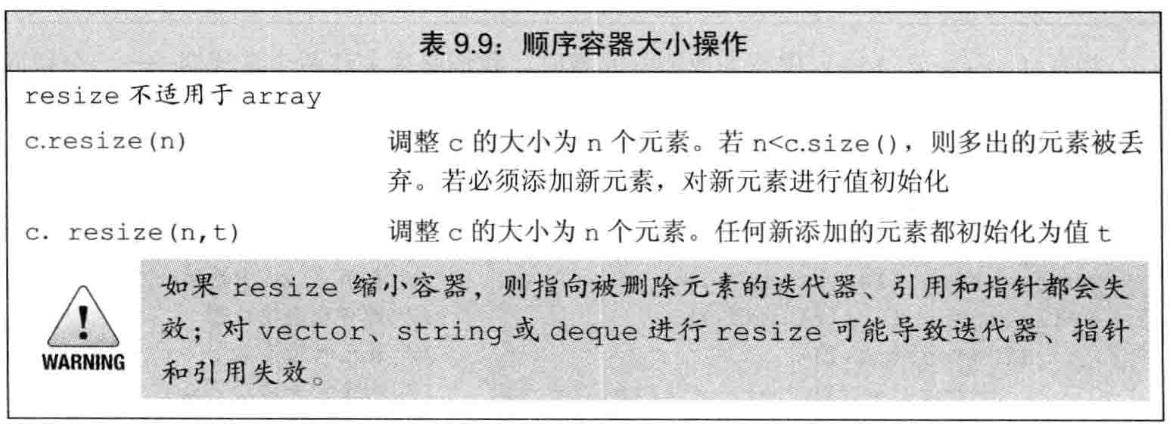 表 9.9：顺序容器大小操作
resize 不适用于 array
c.resize(n) 调整 c 的大小为 n 个元素。若 n<c.size()，则多出的元素被丢
弃。若必须添加新元素，对新元素进行值初始化
c. resize(n,t) 调整 c 的大小为 n 个元素。任何新添加的元素都初始化为值 t
如果 resize 缩小容器，则指向被删除元素的迭代器、引用和指针都会失
效；对 vector、string 或 deque 进行 resize 可能导致迭代器、指针
和引用失效。
WARNING